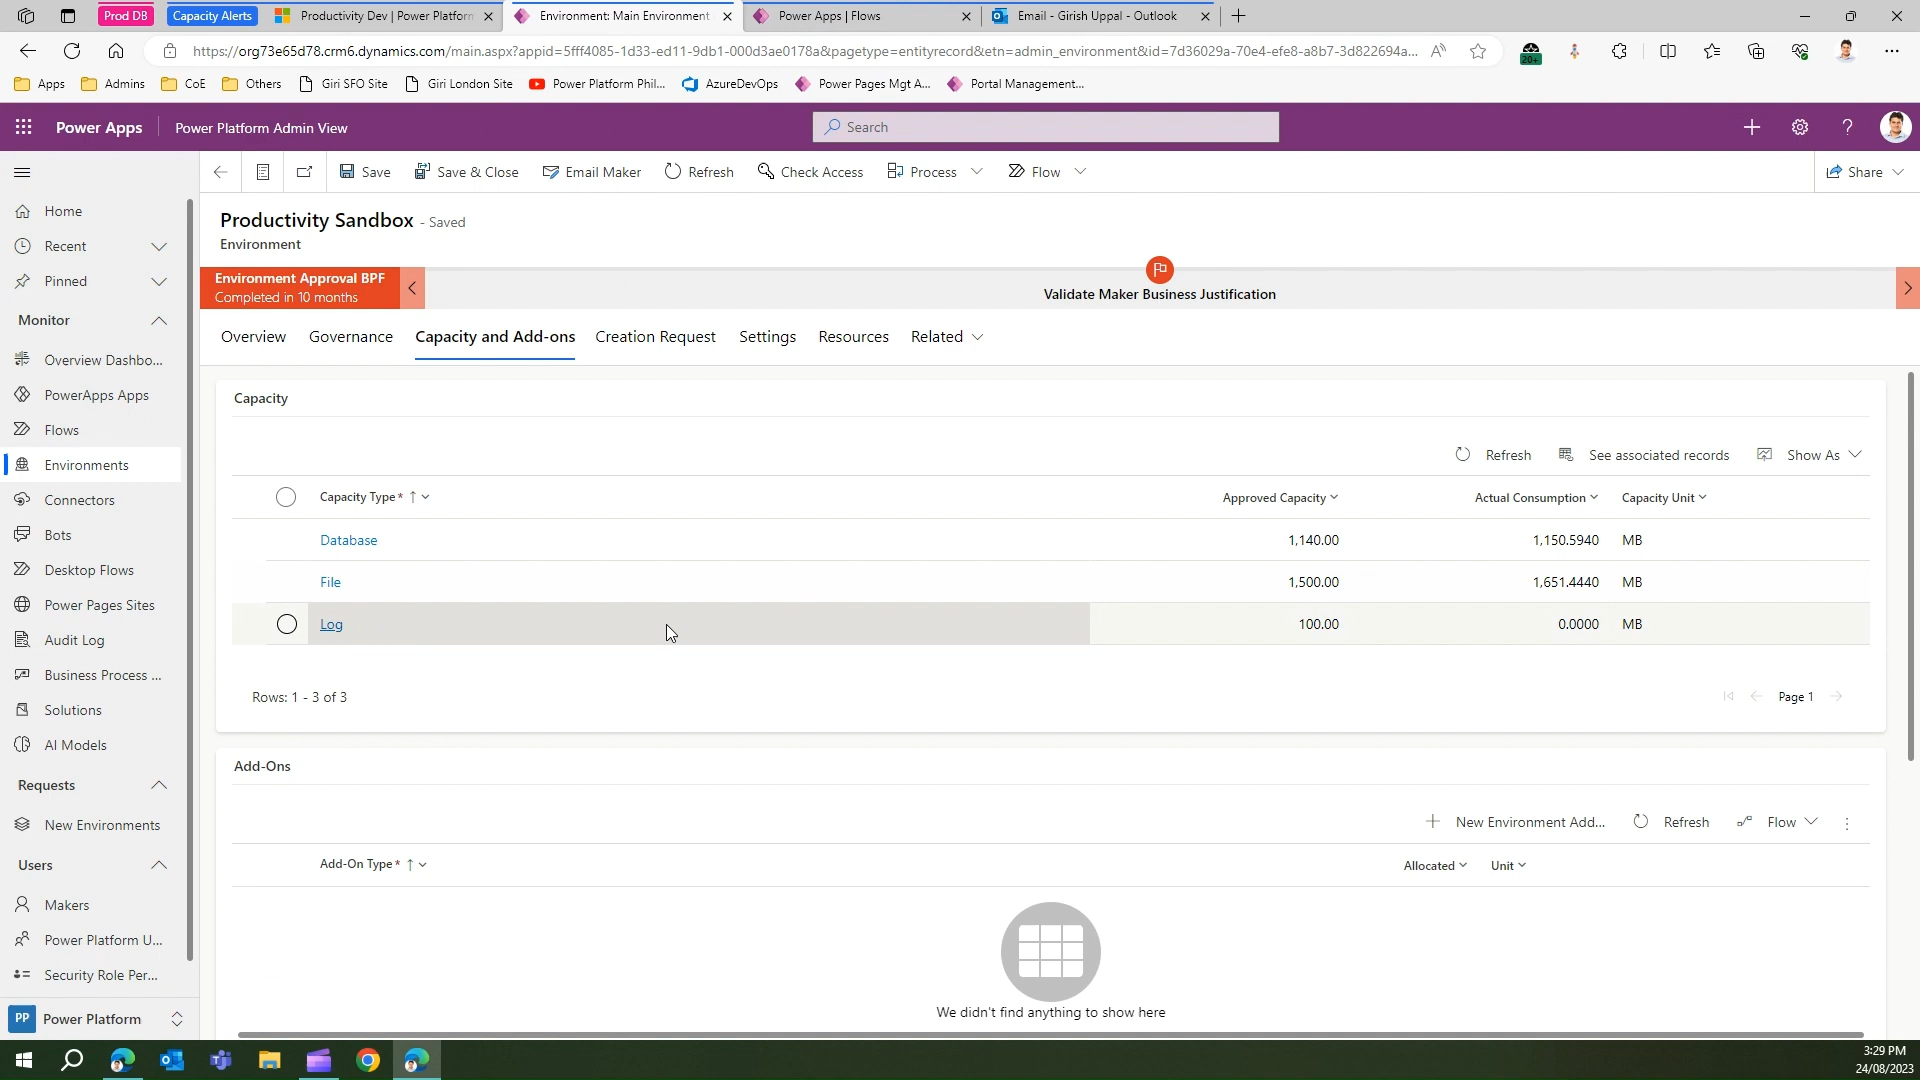 Prod DB
Capacity Alerts
Productivity Dev | Power Platform
Environment: Main Environment
Power Apps | Flows
Email - Girish Uppal - Outlook
https://org73e65d78.crm6.dynamics.com/main.aspx?appid=5fff4085-1d33-ed11-9db1-000d3ae0178a&pagetype=entityrecord&etn=admin_environment&id=7d36029a-70e4-efe8-a8b7-3d822694a...
20+
Apps
Admins
CoE
Others
Giri SFO Site
Giri London Site
Power Platform Phil...
AzureDevOps
Power Pages Mgt A...
Portal Management...
Power Apps
Power Platform Admin View
Search
Save
Save & Close
Email Maker
Refresh
Check Access
Process
Flow
Share
Home
Recent
Pinned
Monitor
Overview Dashbo...
PowerApps Apps
Flows
Environments
Connectors
Bots
Desktop Flows
Power Pages Sites
Audit Log
Business Process ...
Solutions
AI Models
Requests
New Environments
Users
Makers
Power Platform U...
Security Role Per...
PP Power Platform
Productivity Sandbox - Saved
Environment
Environment Approval BPF
Completed in 10 months
Validate Maker Business Justification
Overview
Governance
Capacity and Add-ons
Creation Request
Settings
Resources
Related
Capacity
Refresh
See associated records
Show As
Capacity Type* ↑
Approved Capacity
Actual Consumption
Capacity Unit
Database 1,140.00 1,150.5940 MB
File 1,500.00 1,651.4440 MB
Log 100.00 0.0000 MB
Rows: 1 - 3 of 3
Page 1
Add-Ons
New Environment Add...
Refresh
Flow
Add-On Type* ↑
Allocated
Unit
We didn't find anything to show here
3:29 PM
24/08/2023